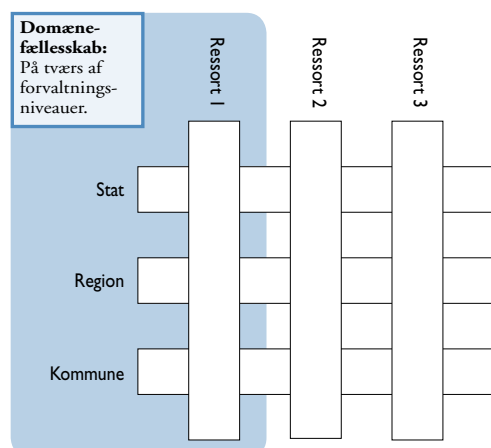 Domæne-
fællesskab:
På tværs af
forvaltnings-
niveauer.
Ressort 1
Ressort 2
Ressort 3
Stat
Region
Kommune